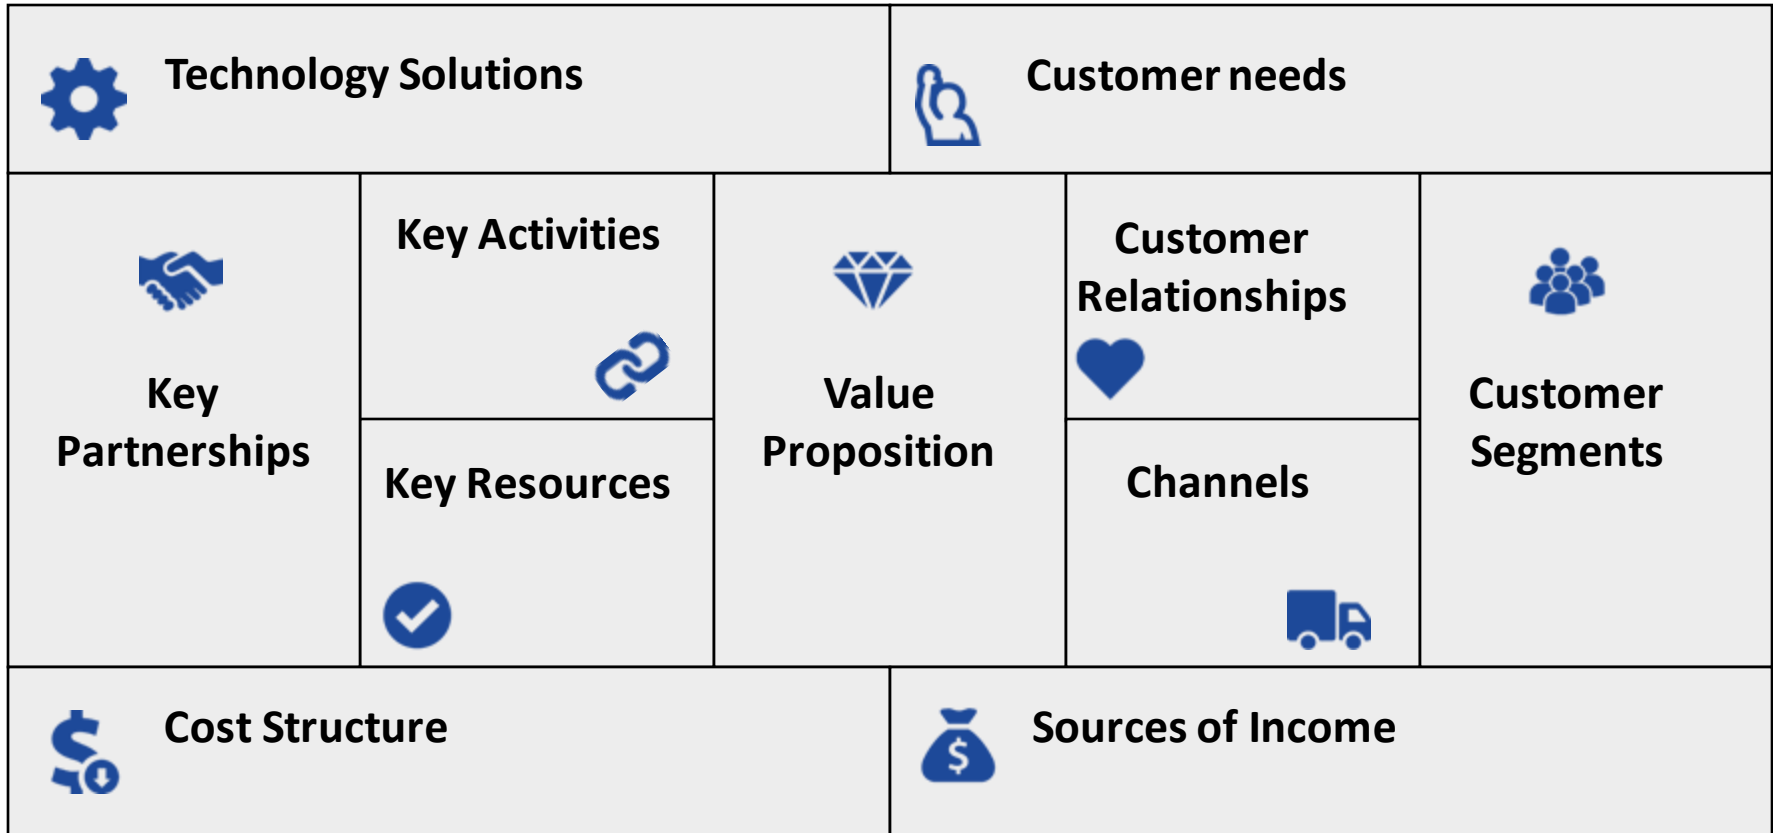 Technology Solutions
Customer needs
Key
Partnerships
Key Activities
Key Resources
Value
Proposition
Customer
Relationships
Channels
Customer
Segments
Cost Structure
Sources of Income
$